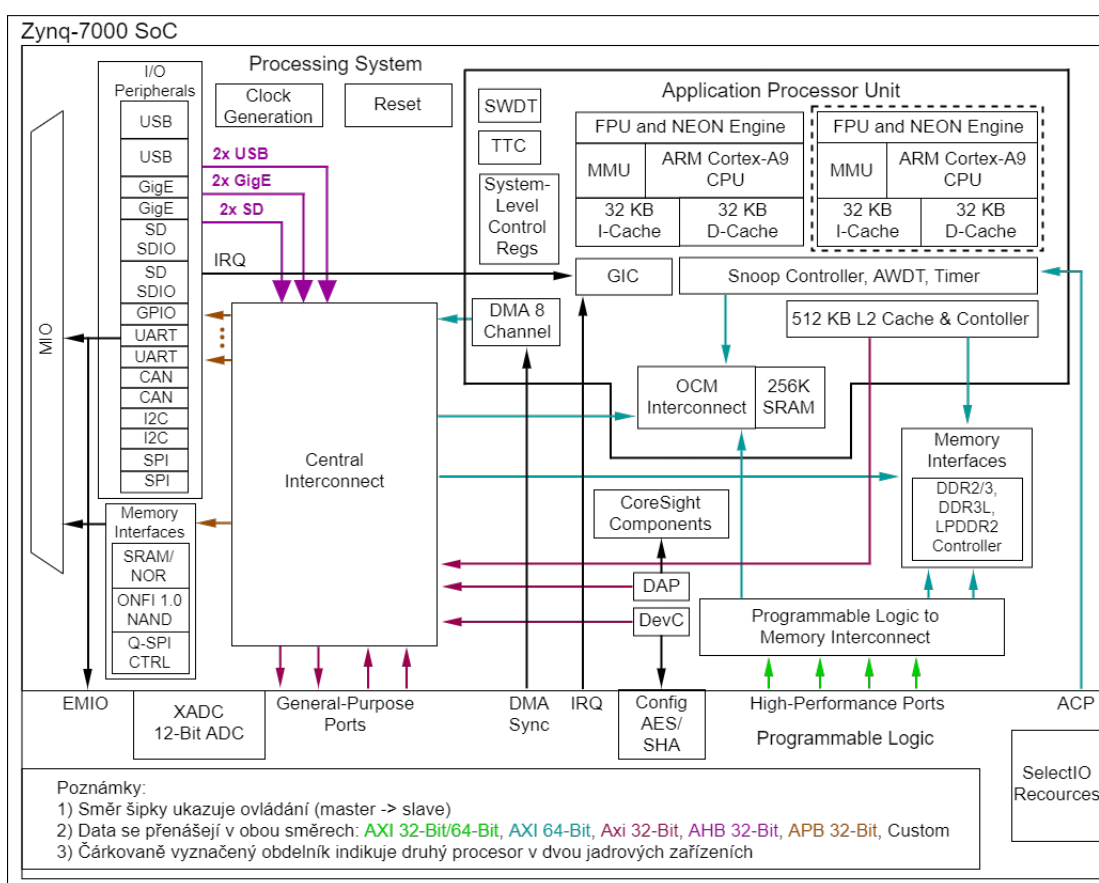 Zynq-7000 SoC
Processing System
I/O
Peripherals
USB
USB
GigE
GigE
SD
SDIO
SD
SDIO
GPIO
UART
UART
CAN
CAN
I2C
I2C
SPI
SPI
MIO
Clock
Generation
Reset
2x USB
2x GigE
2x SD
IRQ
SWDT
TTC
System-
Level
Control
Regs
Application Processor Unit
FPU and NEON Engine
MMU
ARM Cortex-A9
CPU
32 KB
I-Cache
32 KB
D-Cache
FPU and NEON Engine
MMU
ARM Cortex-A9
CPU
32 KB
I-Cache
32 KB
D-Cache
GIC
Snoop Controller, AWDT, Timer
DMA 8
Channel
512 KB L2 Cache & Contoller
OCM
Interconnect
256K
SRAM
Central
Interconnect
Memory
Interfaces
DDR2/3,
DDR3L,
LPDDR2
Controller
CoreSight
Components
Memory
Interfaces
SRAM/
NOR
ONFI 1.0
NAND
Q-SPI
CTRL
DAP
DevC
Programmable Logic to
Memory Interconnect
EMIO
XADC
12-Bit ADC
General-Purpose
Ports
DMA
Sync
IRQ
Config
AES/
SHA
High-Performance Ports
ACP
Programmable Logic
SelectIO
Recources
Poznámky:
1) Směr šipky ukazuje ovládání (master -> slave)
2) Data se přenášejí v obou směrech: AXI 32-Bit/64-Bit, AXI 64-Bit, Axi 32-Bit, AHB 32-Bit, APB 32-Bit, Custom
3) Čárkovaně vyznačený obdelník indikuje druhý procesor v dvou jadrových zařízeních